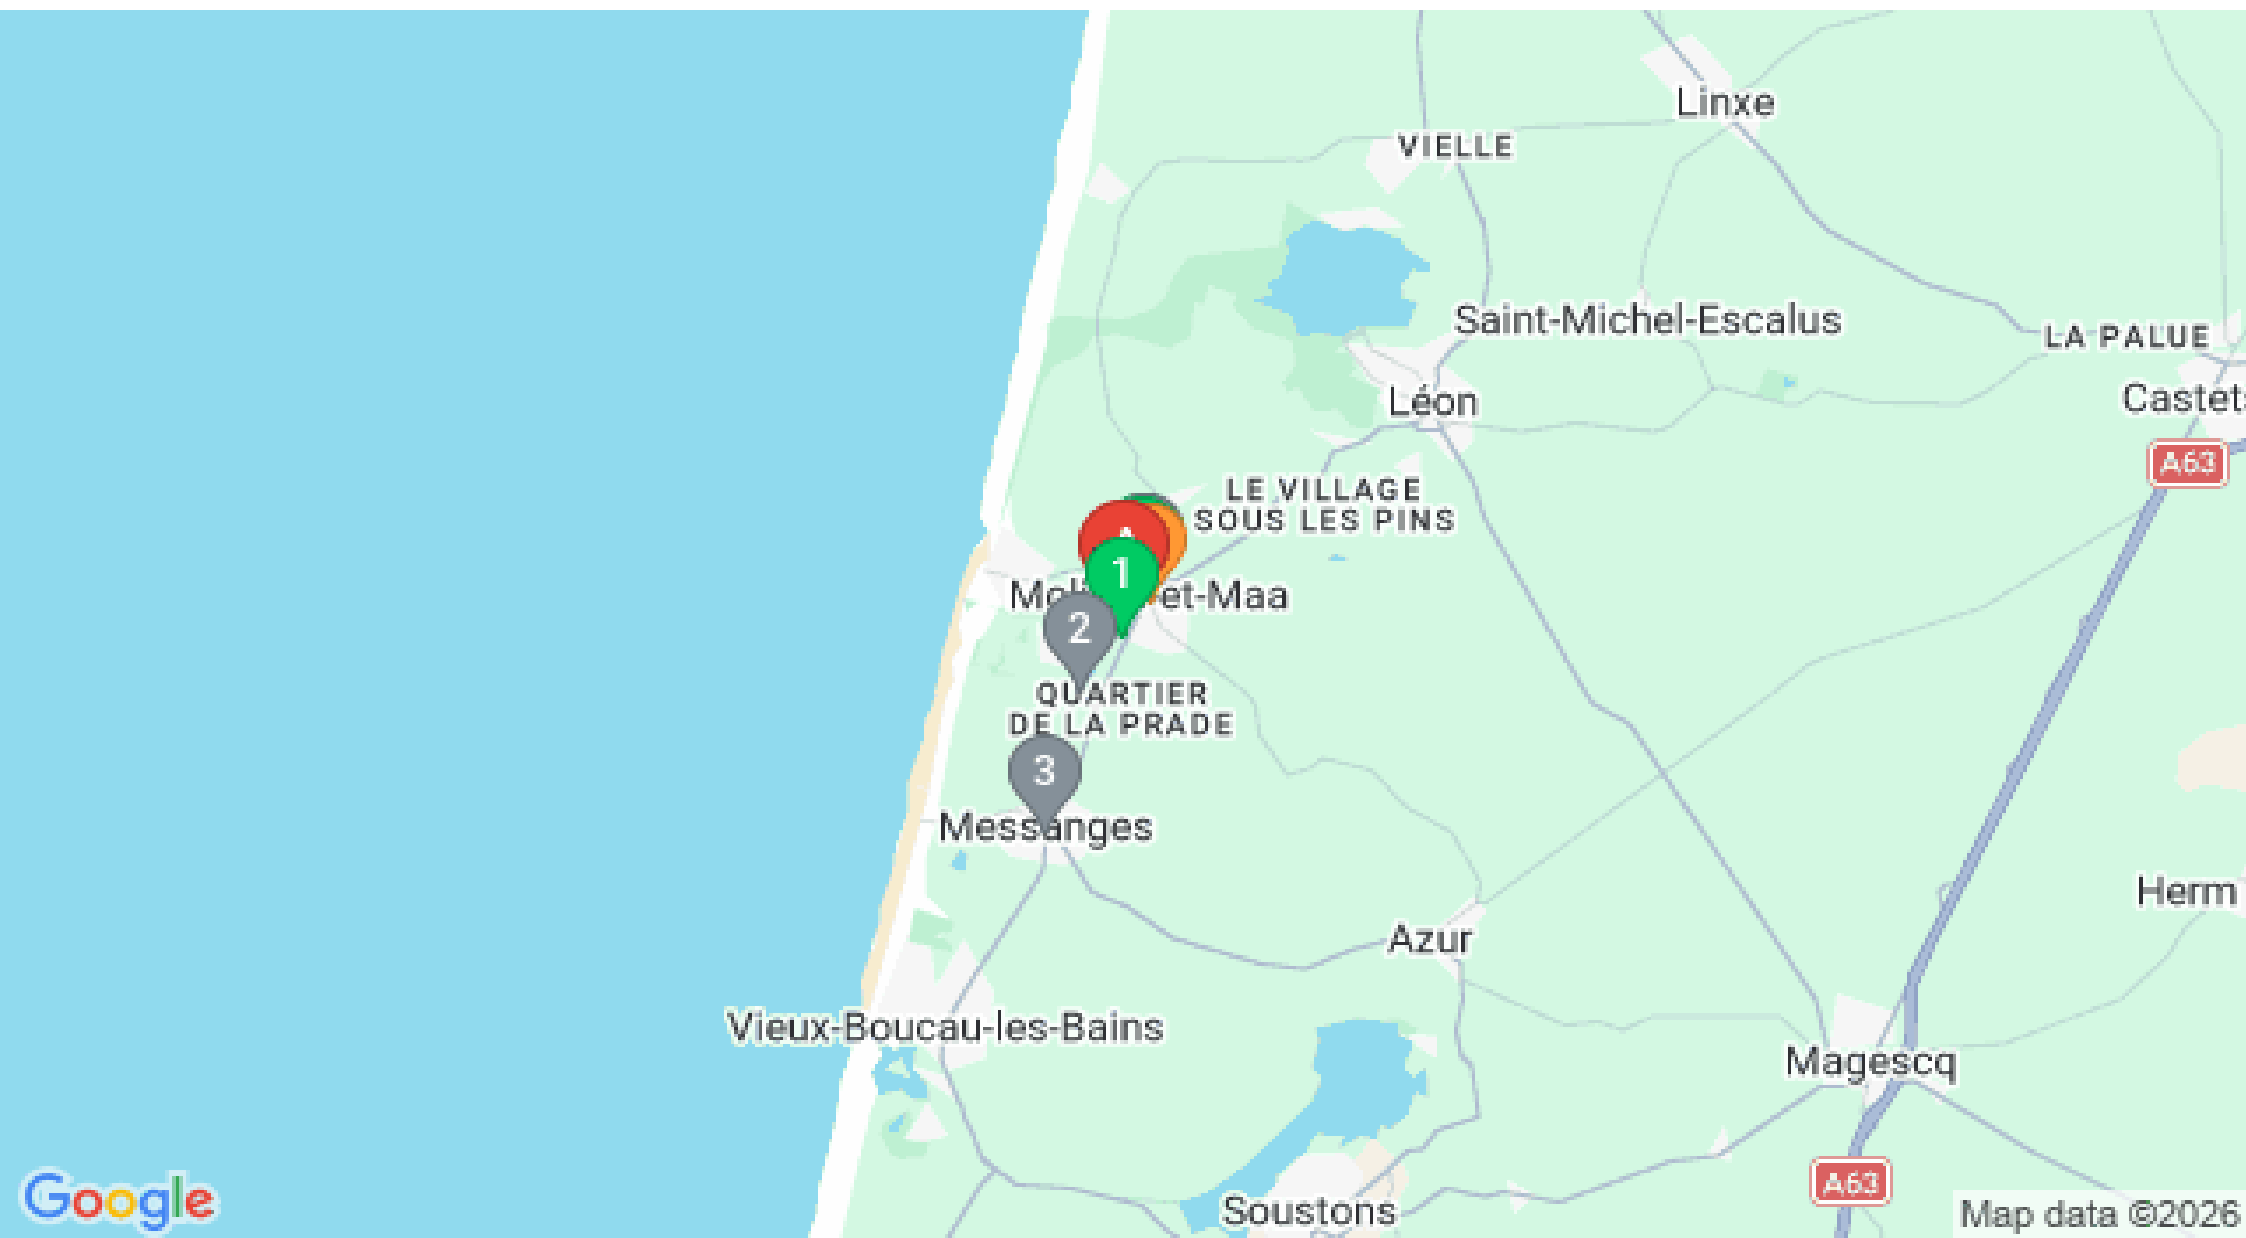 Linxe
VIELLE
Saint-Michel-Escalus
LA PALUE
Léon
A63
LE VILLAGE
SOUS LES PINS
1
et-Maa
2
QUARTIER
DE LA PRADE
3
Messanges
Herm
Azur
Vieux-Boucau-les-Bains
Magescq
A63
Google
Soustons
Map data ©2026